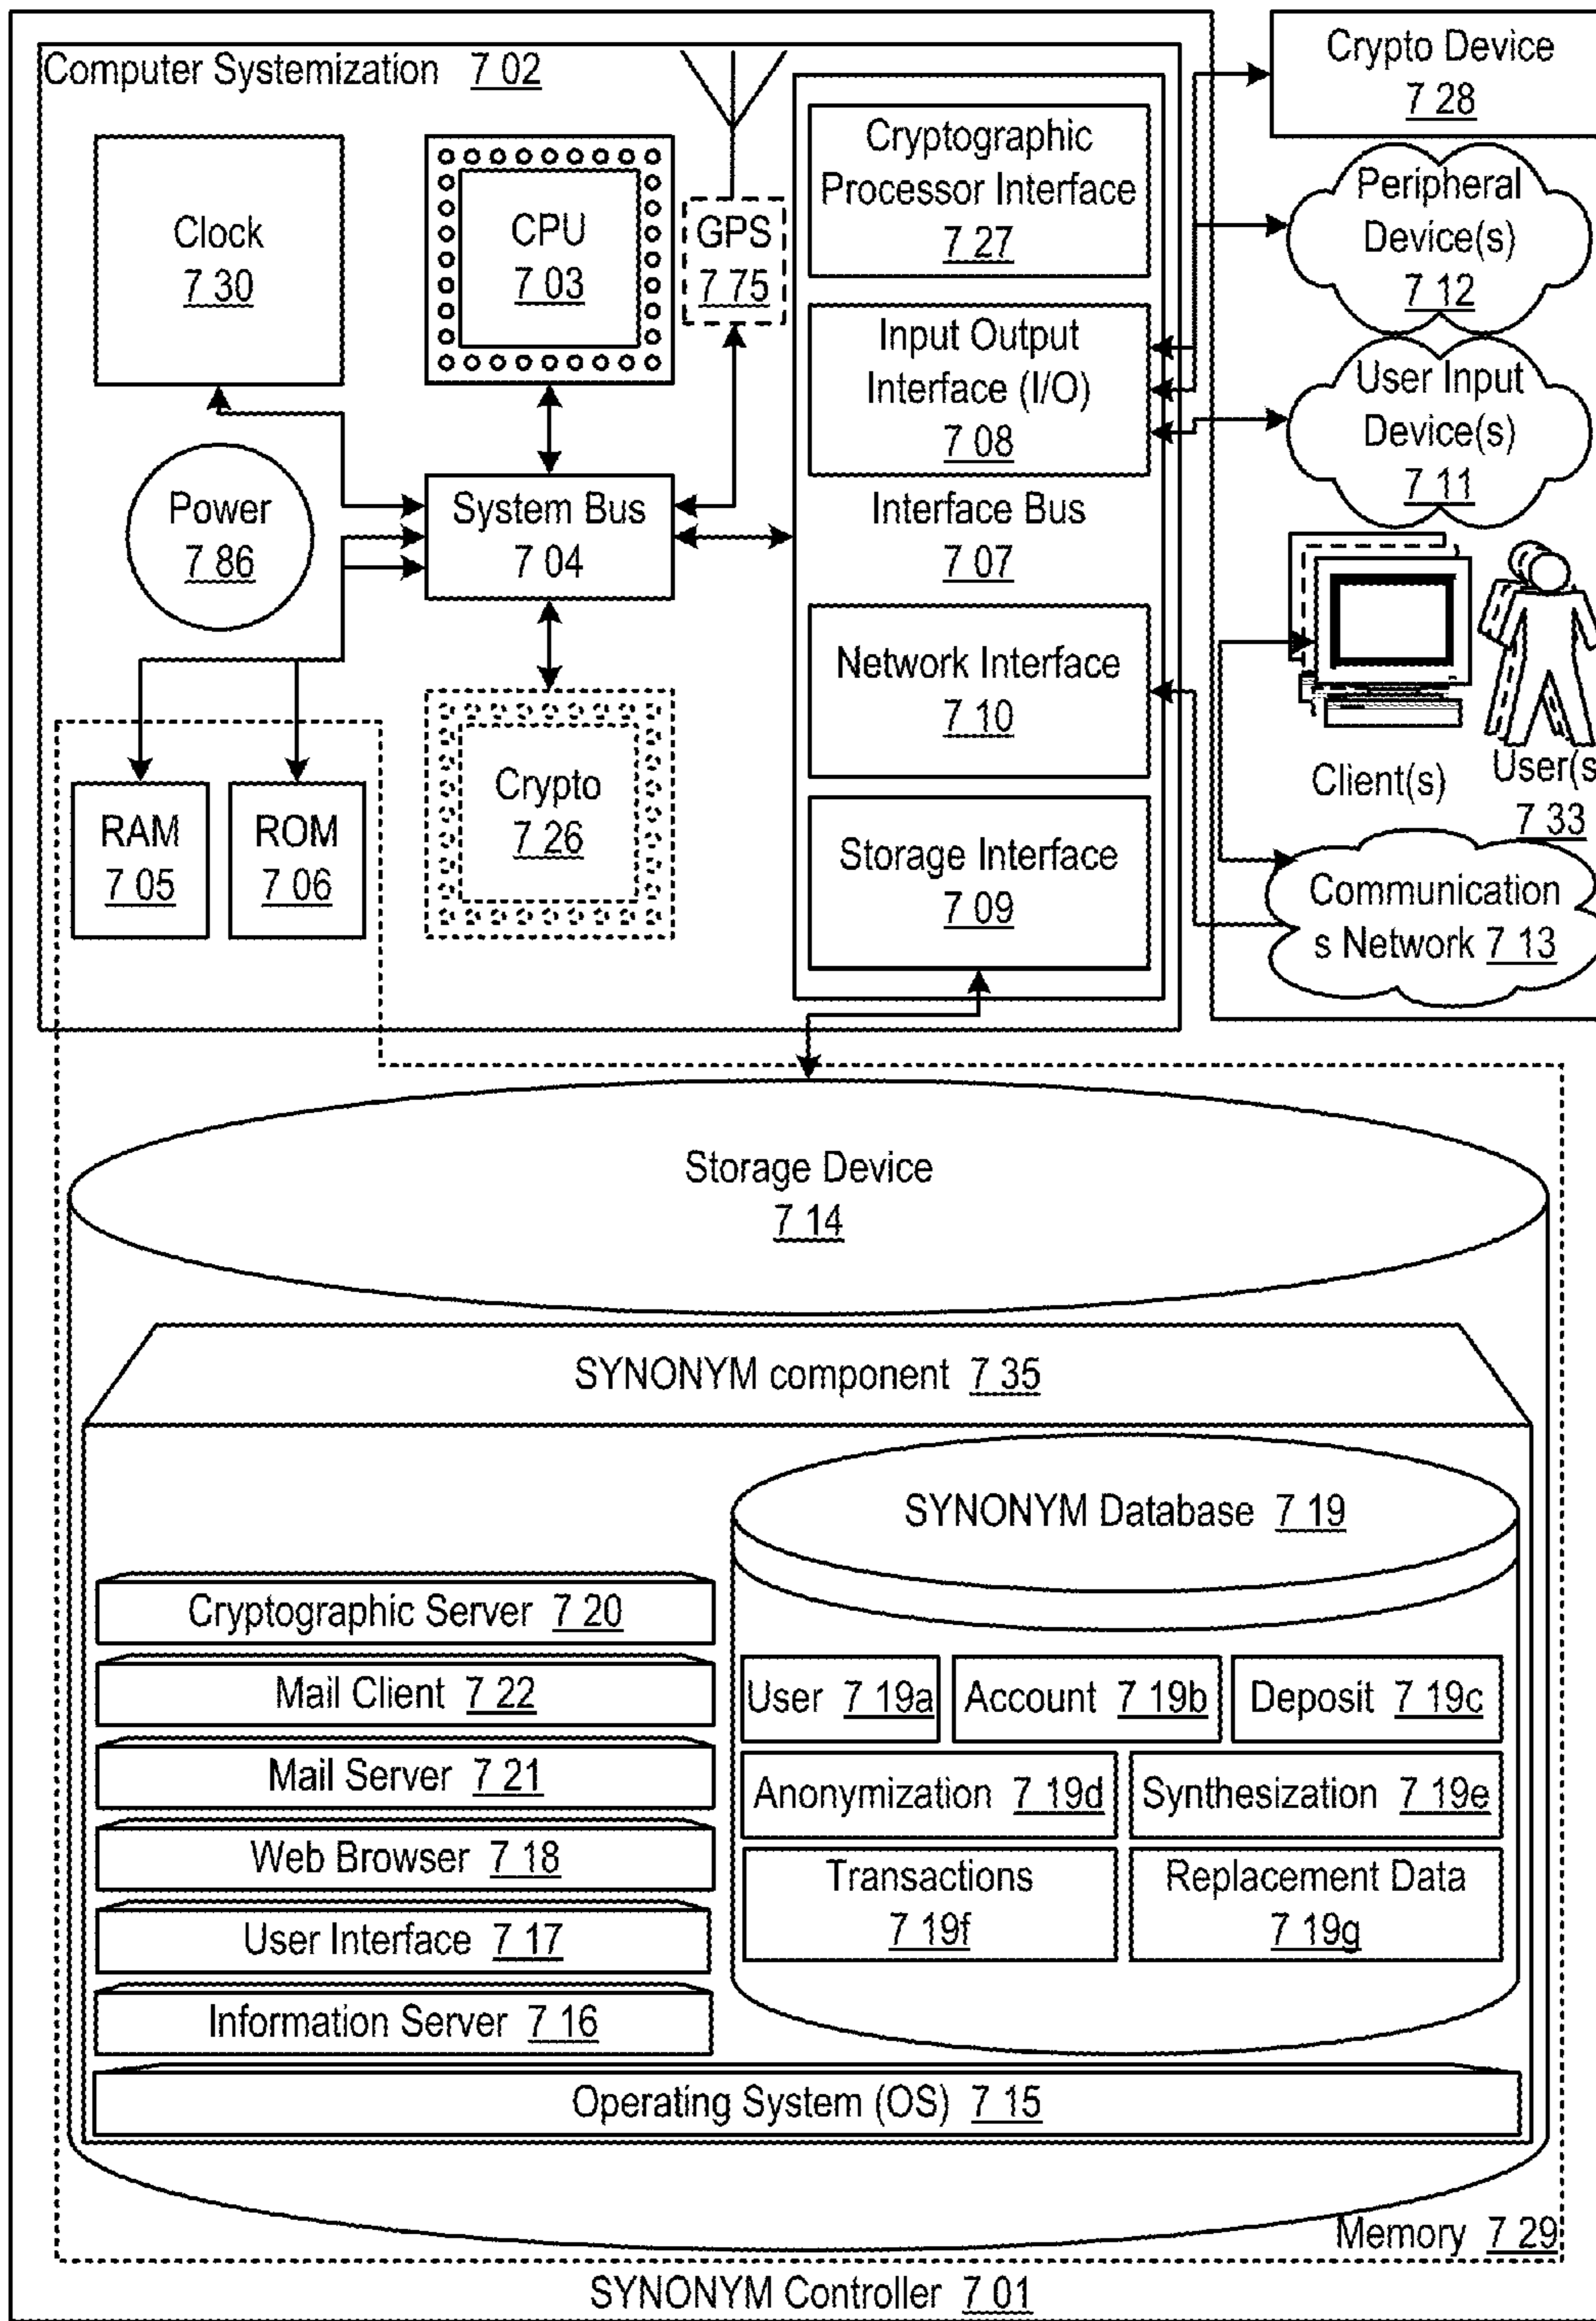 Computer Systemization 7 02
Clock
7 30
CPU
7 03
GPS
7 75
Power
7 86
System Bus
7 04
RAM
7 05
ROM
7 06
Crypto
7 26
Cryptographic
Processor Interface
7 27
Input Output
Interface (I/O)
7 08
Interface Bus
7 07
Network Interface
7 10
Storage Interface
7 09
Crypto Device
7 28
Peripheral
Device(s)
7 12
User Input
Device(s)
7 11
Client(s)
User(s
7 33
Communication
s Network 7 13
Storage Device
7 14
SYNONYM component 7 35
SYNONYM Database 7 19
Cryptographic Server 7 20
Mail Client 7 22
Mail Server 7 21
Web Browser 7 18
User Interface 7 17
Information Server 7 16
User 7 19a
Account 7 19b
Deposit 7 19c
Anonymization 7 19d
Synthesization 7 19e
Transactions
7 19f
Replacement Data
7 19g
Operating System (OS) 7 15
Memory 7 29
SYNONYM Controller 7 01